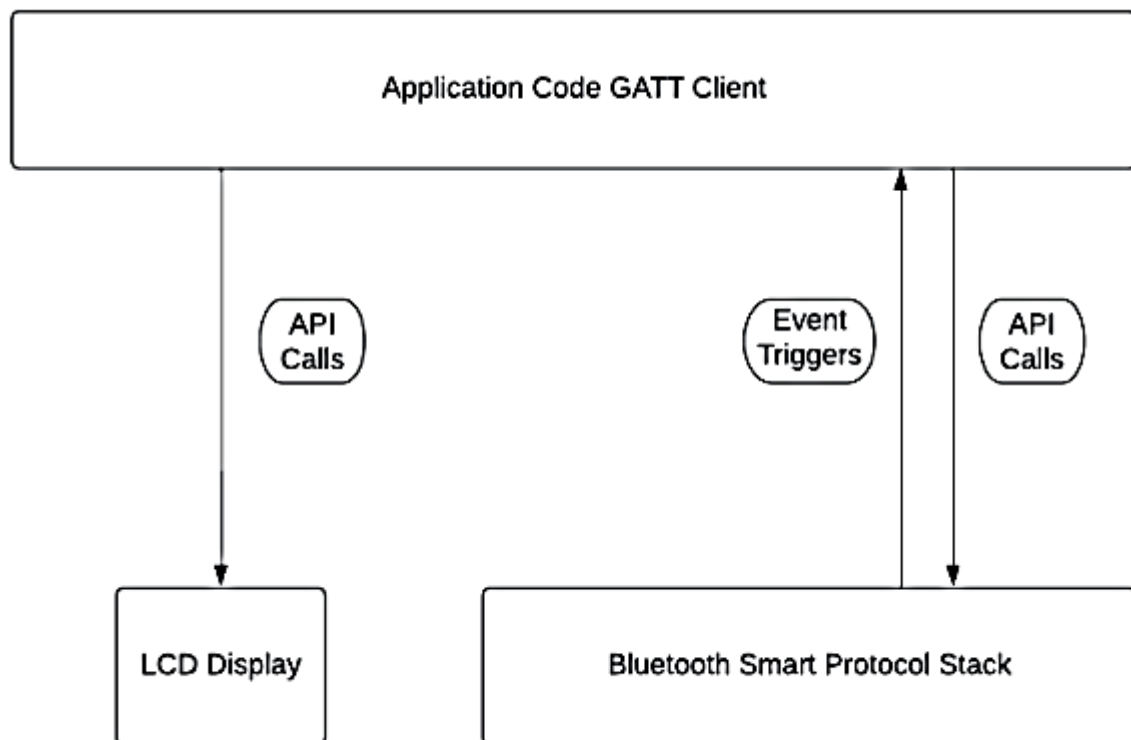 Application Code GATT Client
API
Calls
Event
Triggers
API
Calls
LCD Display
Bluetooth Smart Protocol Stack